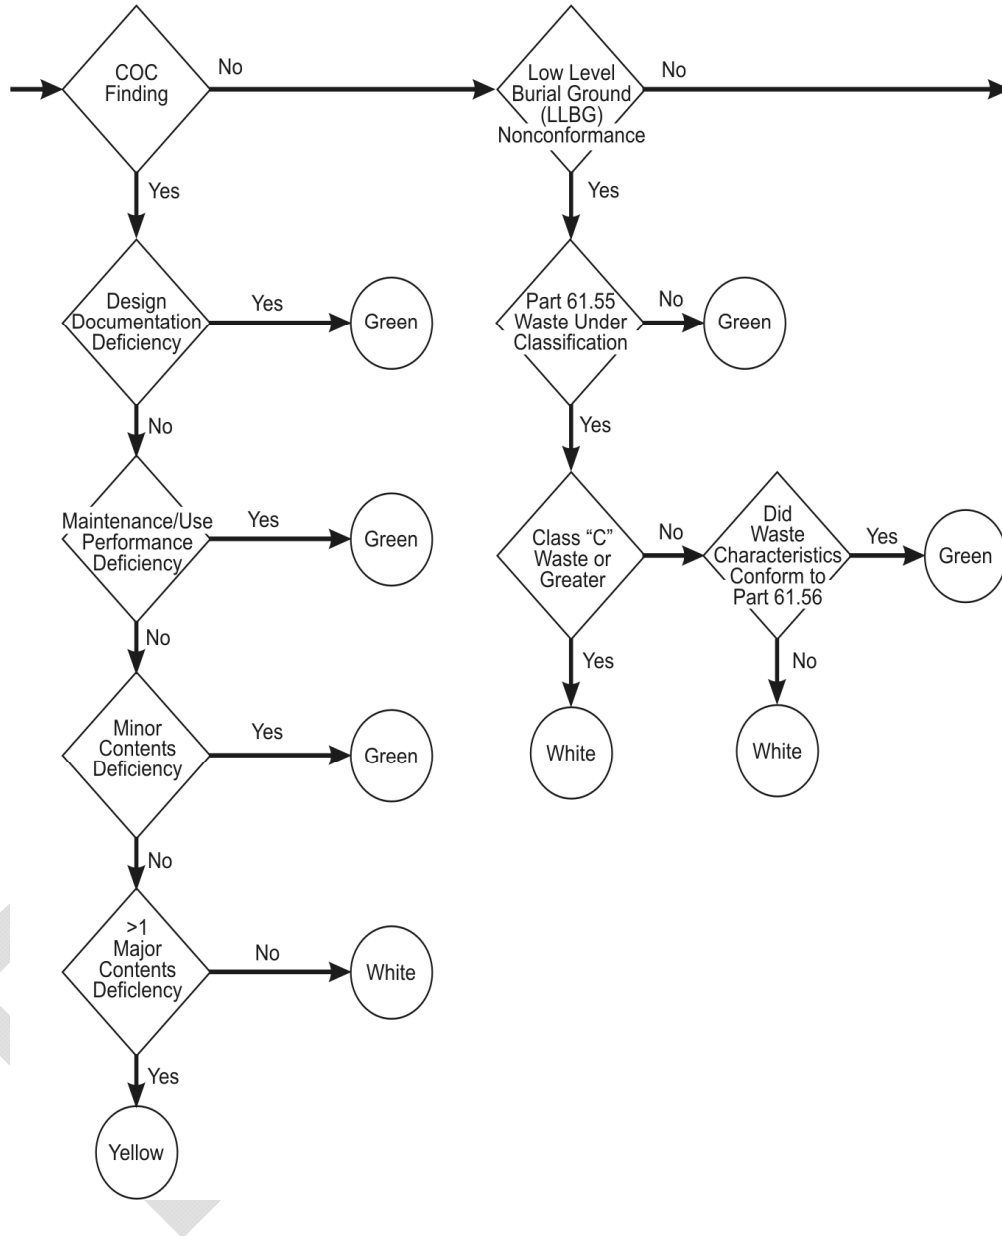 COC
Finding
No
Low Level
Burial Ground
(LLBG)
Nonconformance
No
Yes
Yes
Design
Documentation
Deficiency
Yes
Green
Part 61.55
Waste Under
Classification
No
Green
No
Yes
Maintenance/Use
Performance
Deficiency
Yes
Green
Class “C”
Waste or
Greater
No
Did
Waste
Characteristics
Conform to
Part 61.56
Yes
Green
No
Yes
No
Minor
Contents
Deficiency
Yes
Green
White
White
No
>1
Major
Contents
Deficlency
No
White
Yes
Yellow